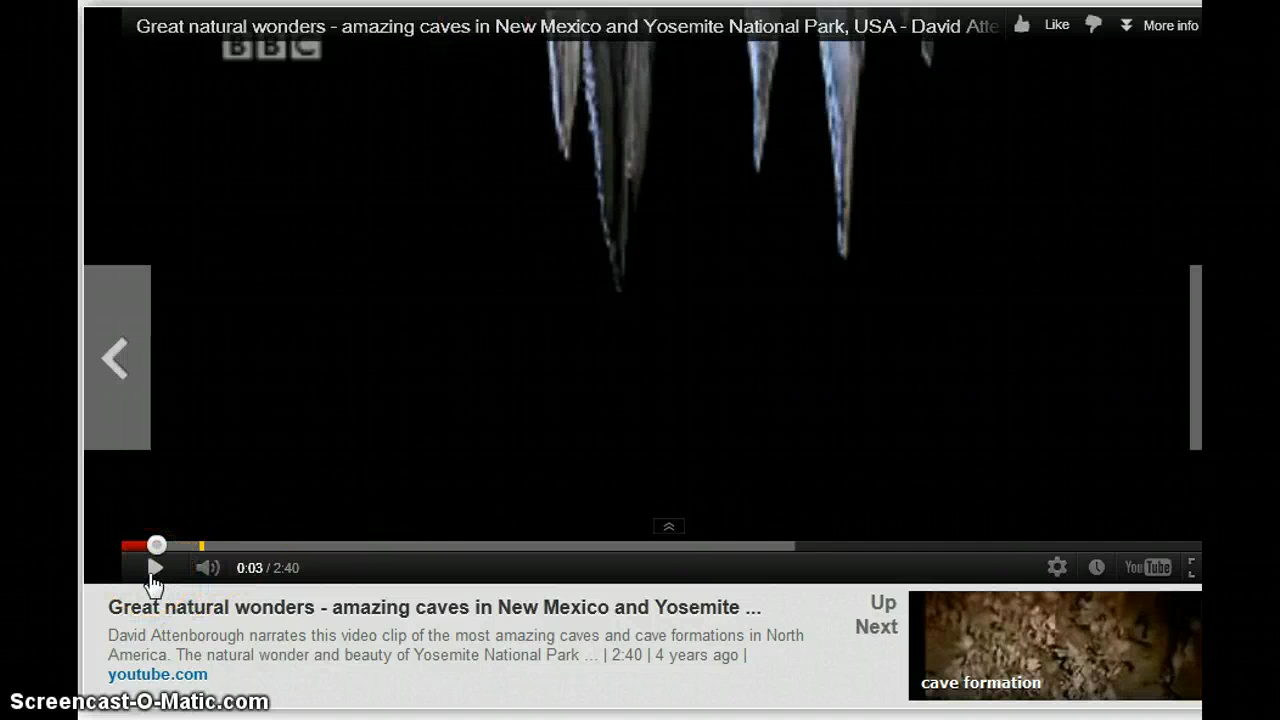 Great natural wonders - amazing caves in New Mexico and Yosemite National Park, USA - David Atte
Like
More info
BBC
0:03 / 2:40
YouTube
Great natural wonders - amazing caves in New Mexico and Yosemite ...
David Attenborough narrates this video clip of the most amazing caves and cave formations in North
America. The natural wonder and beauty of Yosemite National Park ... | 2:40 | 4 years ago |
youtube.com
Up
Next
cave formation
Screencast-O-Matic.com